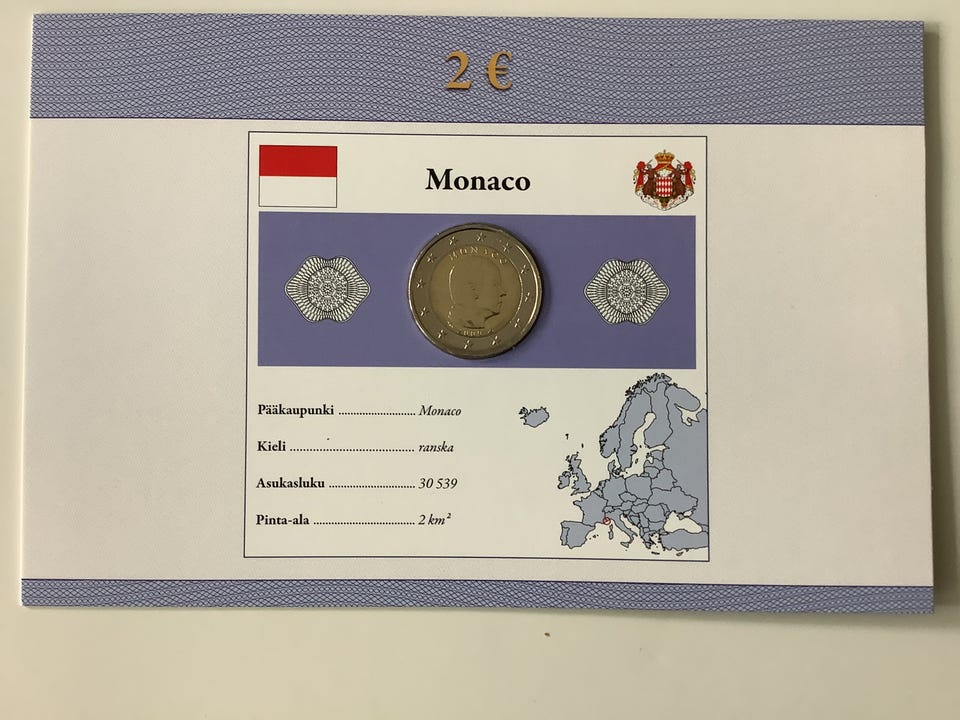 2 €
Monaco
MONACO
Pääkaupunki .......................... Monaco
Kieli .......................................... ranska
Asukasluku ............................. 30 539
Pinta-ala .................................. 2 km²